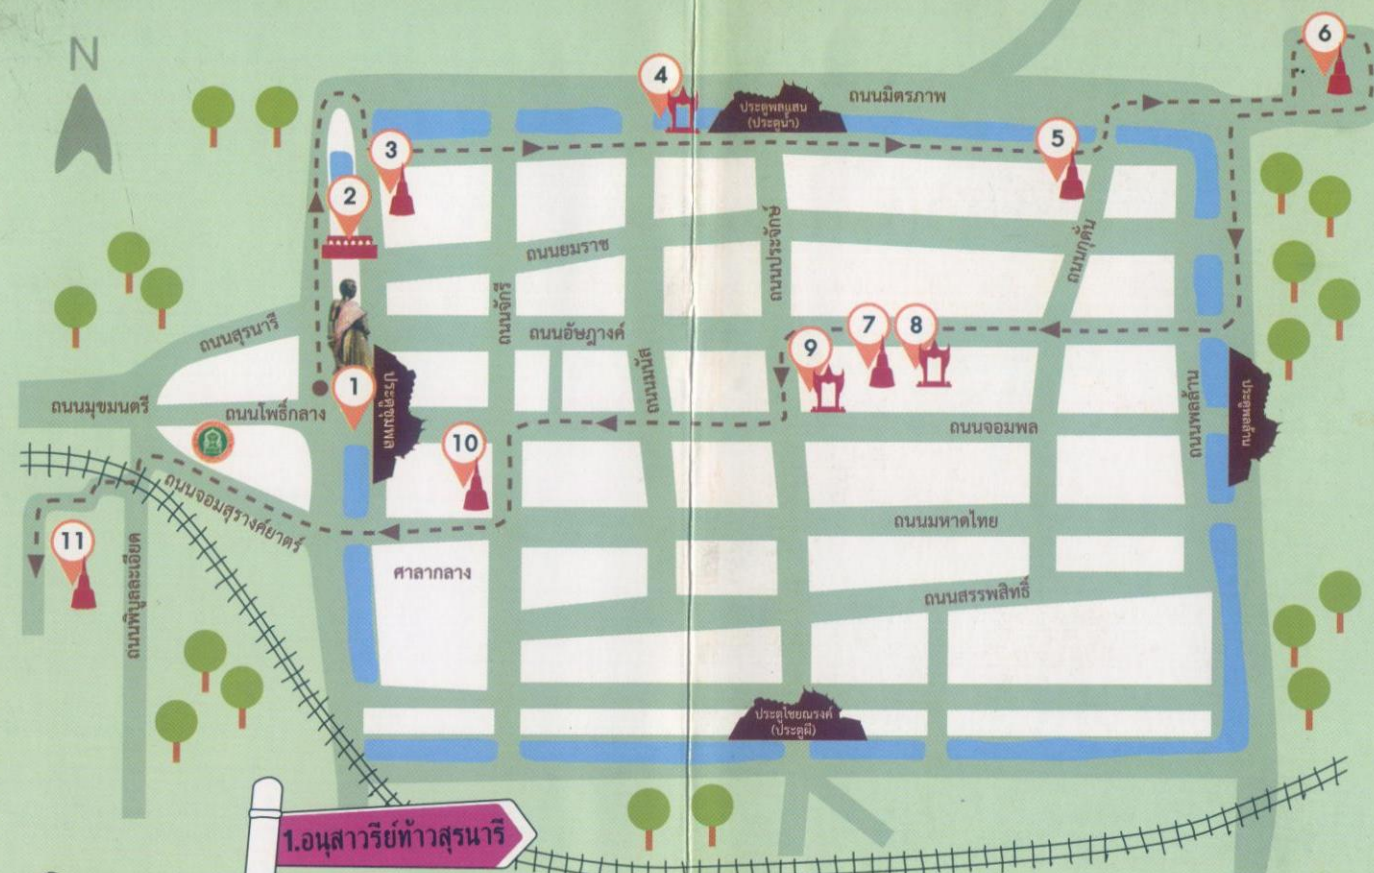 N
6
4
ประตูพลแสน
(ประตูน้ำ)
ถนนมิตรภาพ
3
5
2
ถนนยมราช
ถนนประจักษ์
ถนนกุดั่น
ถนนสุรนารี
ถนนจักรี
ถนนอัษฎางค์
7
8
9
ถนนมนัส
1
ประตูชุมพล
ถนนมุขมนตรี
ถนนโพธิ์กลาง
ถนนพลล้าน
ประตูพลล้าน
ถนนจอมพล
10
ถนนจอมสุรางค์ยาตร์
ถนนมหาดไทย
11
ถนนพิบูลละเอียด
ศาลากลาง
ถนนสรรพสิทธิ์
ประตูไชยณรงค์
(ประตูผี)
1.อนุสาวรีย์ท้าวสุรนารี